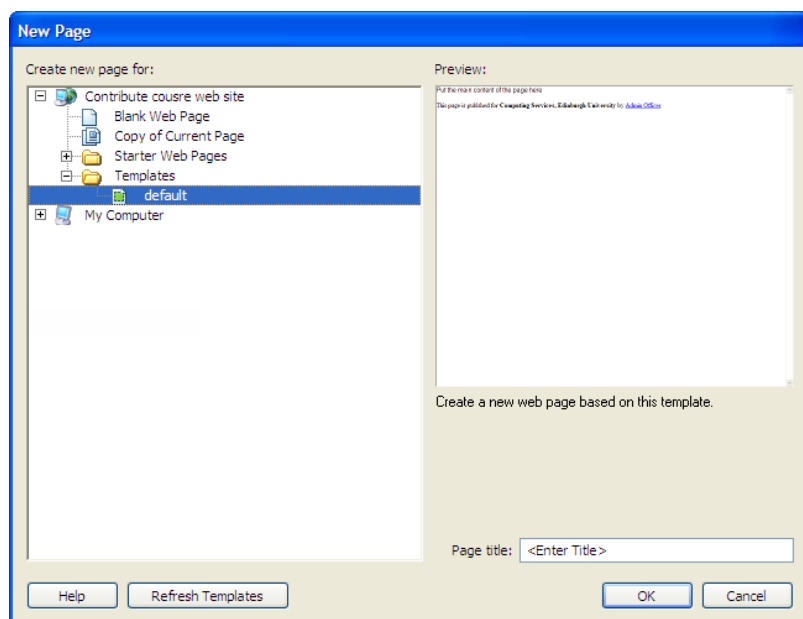 New Page
Create new page for:
Contribute cousre web site
Blank Web Page
Copy of Current Page
Starter Web Pages
Templates
default
My Computer
Preview:
Put the main content of the page here
This page is published for Computing Services, Edinburgh University by Admin Officer
Create a new web page based on this template.
Page title: <Enter Title>
Help Refresh Templates OK Cancel